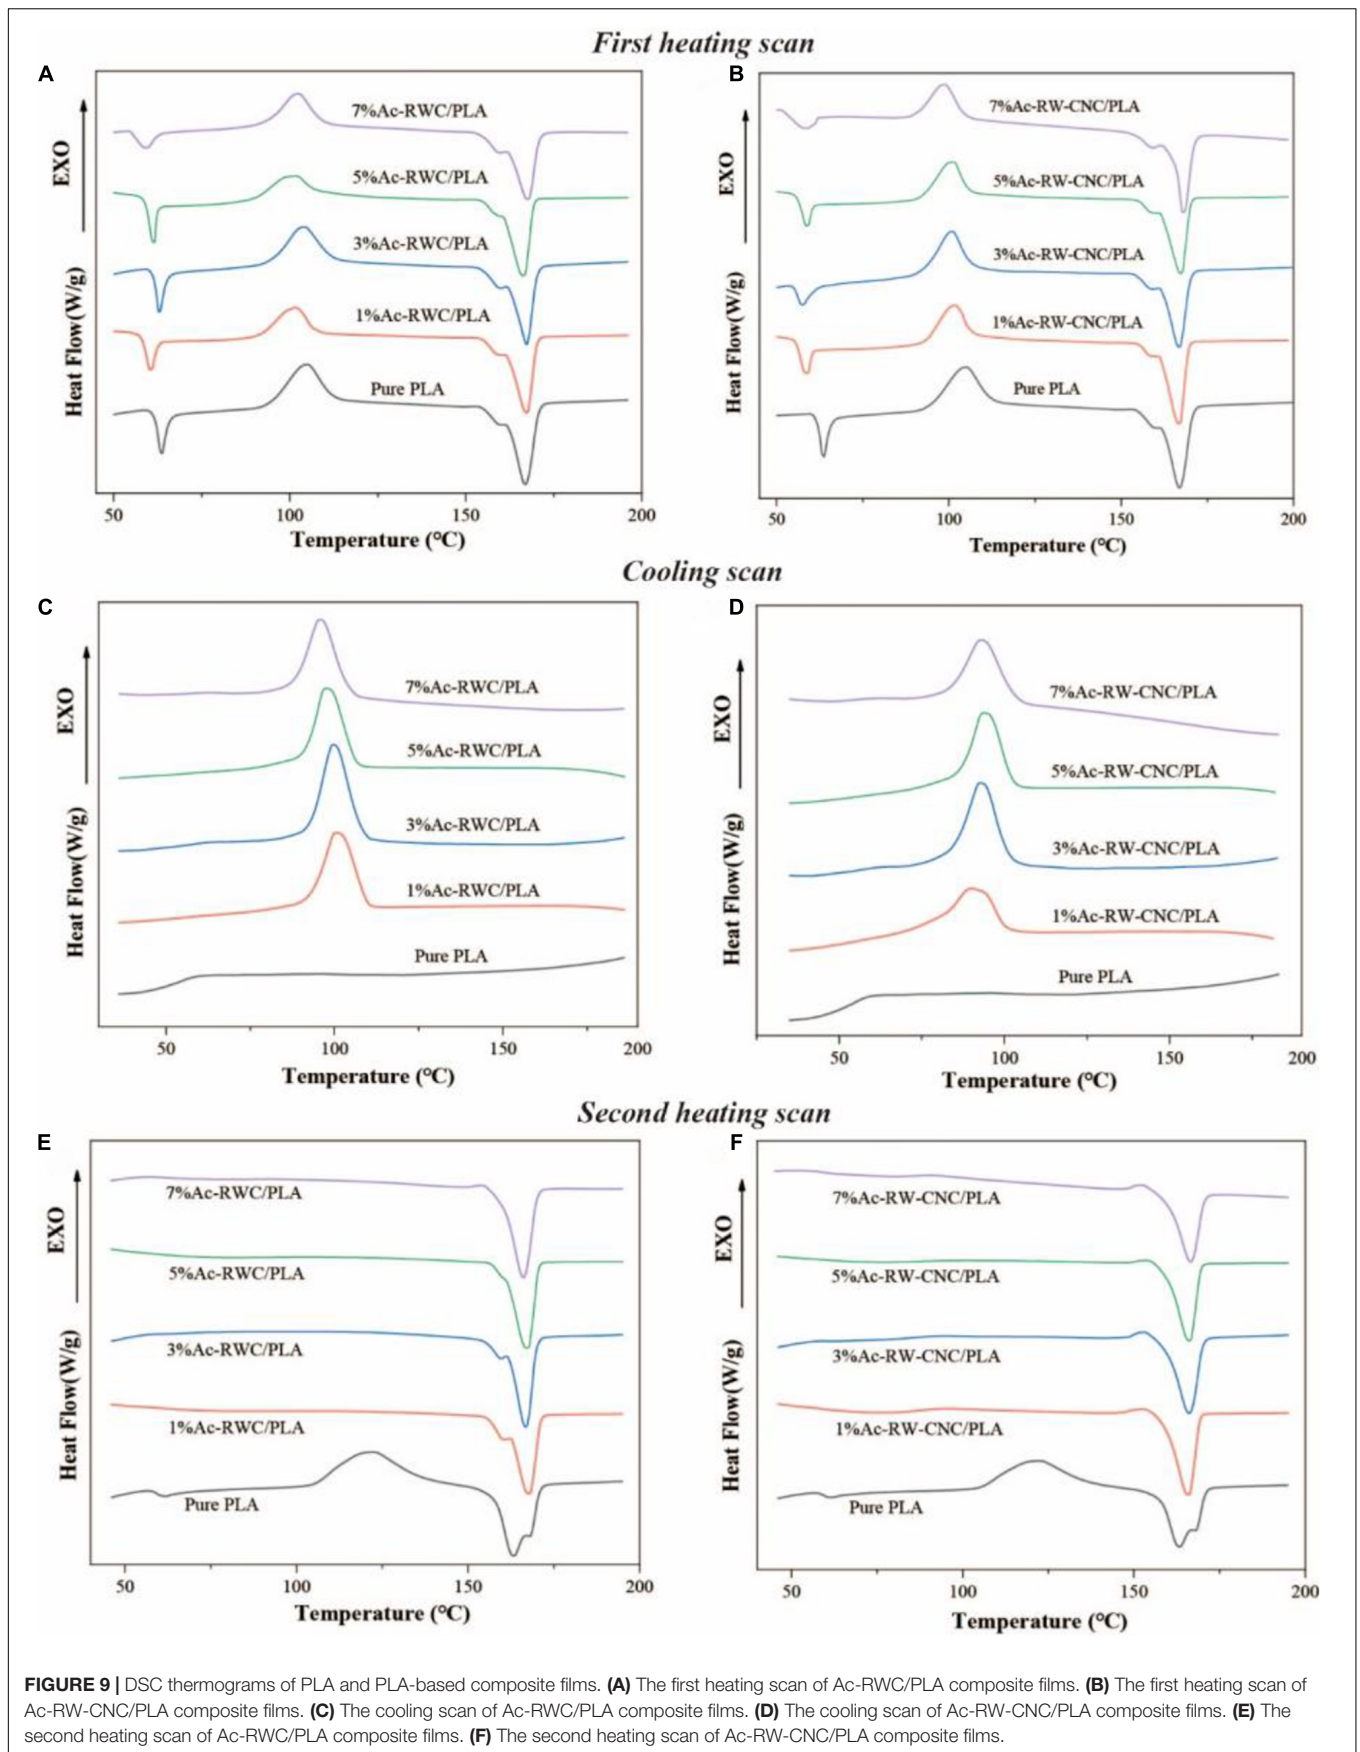 First heating scan
A
B
7%Ac-RWC/PLA
5%Ac-RWC/PLA
3%Ac-RWC/PLA
1%Ac-RWC/PLA
Pure PLA
Heat Flow(W/g)
EXO
50
100
150
200
Temperature (°C)
7%Ac-RW-CNC/PLA
5%Ac-RW-CNC/PLA
3%Ac-RW-CNC/PLA
1%Ac-RW-CNC/PLA
Pure PLA
Heat Flow(W/g)
EXO
50
100
150
200
Temperature (°C)
Cooling scan
C
D
7%Ac-RWC/PLA
5%Ac-RWC/PLA
3%Ac-RWC/PLA
1%Ac-RWC/PLA
Pure PLA
Heat Flow(W/g)
EXO
50
100
150
200
Temperature (°C)
7%Ac-RW-CNC/PLA
5%Ac-RW-CNC/PLA
3%Ac-RW-CNC/PLA
1%Ac-RW-CNC/PLA
Pure PLA
Heat Flow(W/g)
EXO
50
100
150
200
Temperature (°C)
Second heating scan
E
F
7%Ac-RWC/PLA
5%Ac-RWC/PLA
3%Ac-RWC/PLA
1%Ac-RWC/PLA
Pure PLA
Heat Flow(W/g)
EXO
50
100
150
200
Temperature (°C)
7%Ac-RW-CNC/PLA
5%Ac-RW-CNC/PLA
3%Ac-RW-CNC/PLA
1%Ac-RW-CNC/PLA
Pure PLA
Heat Flow(W/g)
EXO
50
100
150
200
Temperature (°C)
FIGURE 9 | DSC thermograms of PLA and PLA-based composite films. (A) The first heating scan of Ac-RWC/PLA composite films. (B) The first heating scan of
Ac-RW-CNC/PLA composite films. (C) The cooling scan of Ac-RWC/PLA composite films. (D) The cooling scan of Ac-RW-CNC/PLA composite films. (E) The
second heating scan of Ac-RWC/PLA composite films. (F) The second heating scan of Ac-RW-CNC/PLA composite films.